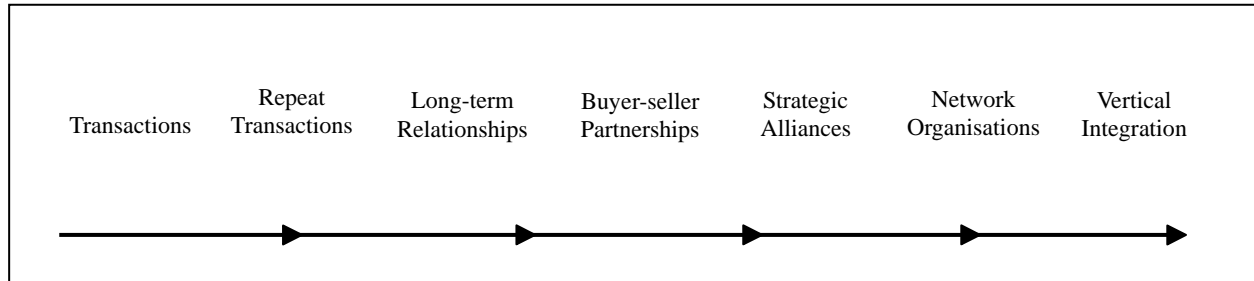 Transactions
Repeat
Transactions
Long-term
Relationships
Buyer-seller
Partnerships
Strategic
Alliances
Network
Organisations
Vertical
Integration